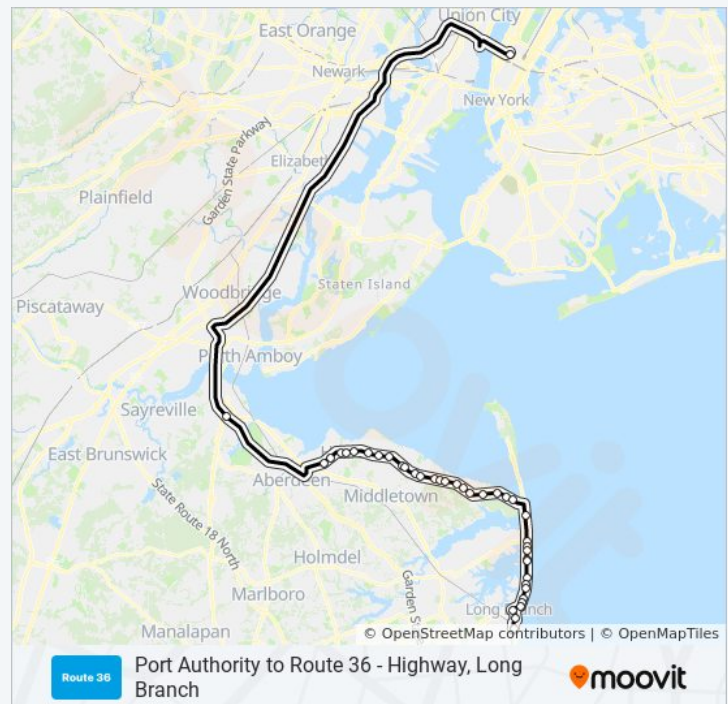 Union City
East Orange
Newark
New York
Garden State Parkway
Elizabeth
Plainfield
Staten Island
Woodbridge
Piscataway
Perth Amboy
Sayreville
East Brunswick
State Route 18 North
Aberdeen
Middletown
Holmdel
Garden S
Marlboro
Long Branch
Manalapan
© OpenStreetMap contributors | © OpenMapTiles
Route 36
Port Authority to Route 36 - Highway, Long
Branch
moovit